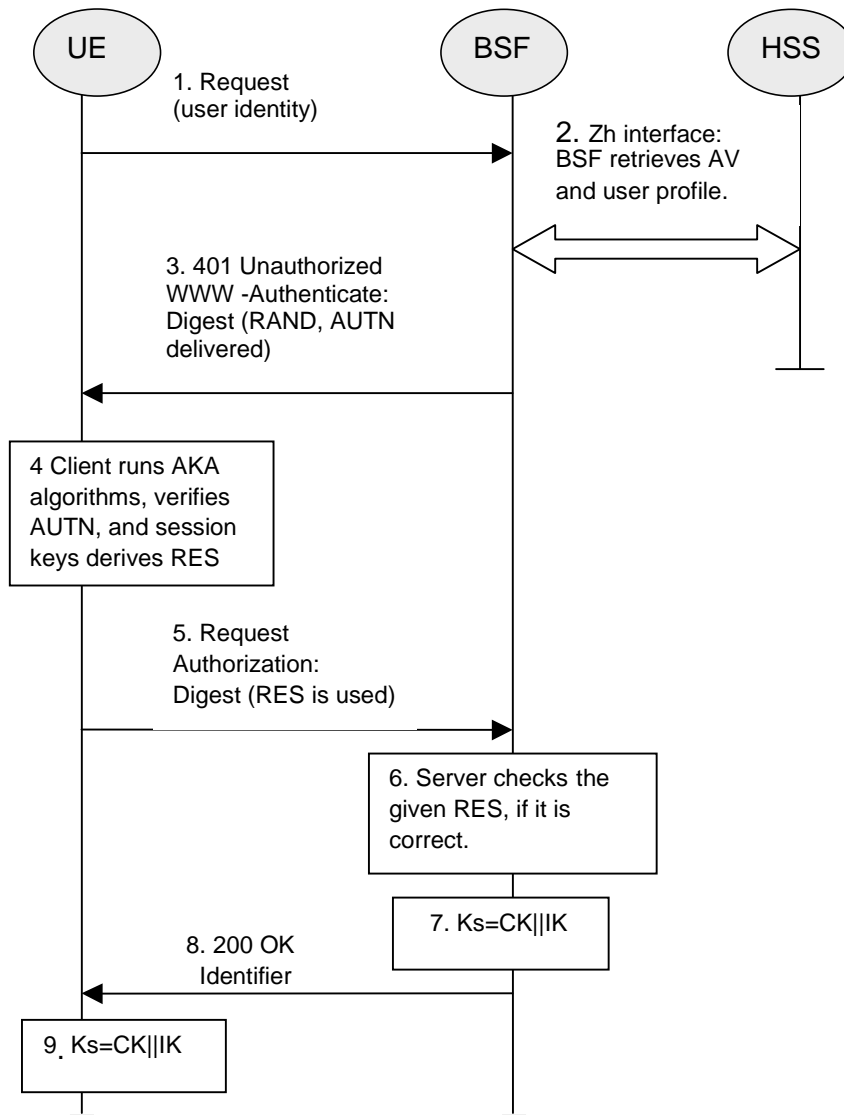 UE
BSF
HSS
1. Request
(user identity)
2. Zh interface:
BSF retrieves AV
and user profile.
3. 401 Unauthorized
WWW -Authenticate:
Digest (RAND, AUTN
delivered)
4 Client runs AKA
algorithms, verifies
AUTN, and session
keys derives RES
5. Request
Authorization:
Digest (RES is used)
6. Server checks the
given RES, if it is
correct.
7. Ks=CK||IK
8. 200 OK
Identifier
9. Ks=CK||IK